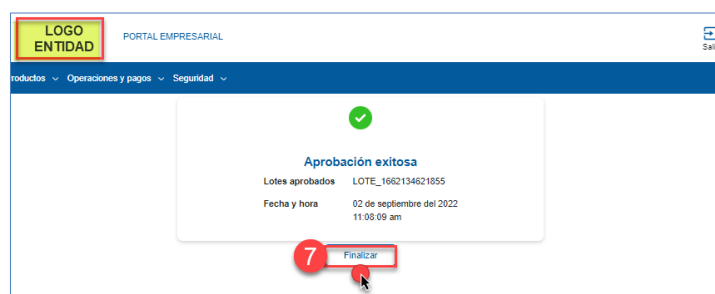 LOGO
ENTIDAD
PORTAL EMPRESARIAL
Sali
roductos Operaciones y pagos Seguridad
Aprobación exitosa
Lotes aprobados LOTE_1662134621855
Fecha y hora 02 de septiembre del 2022
11:08:09 am
7 Finalizar